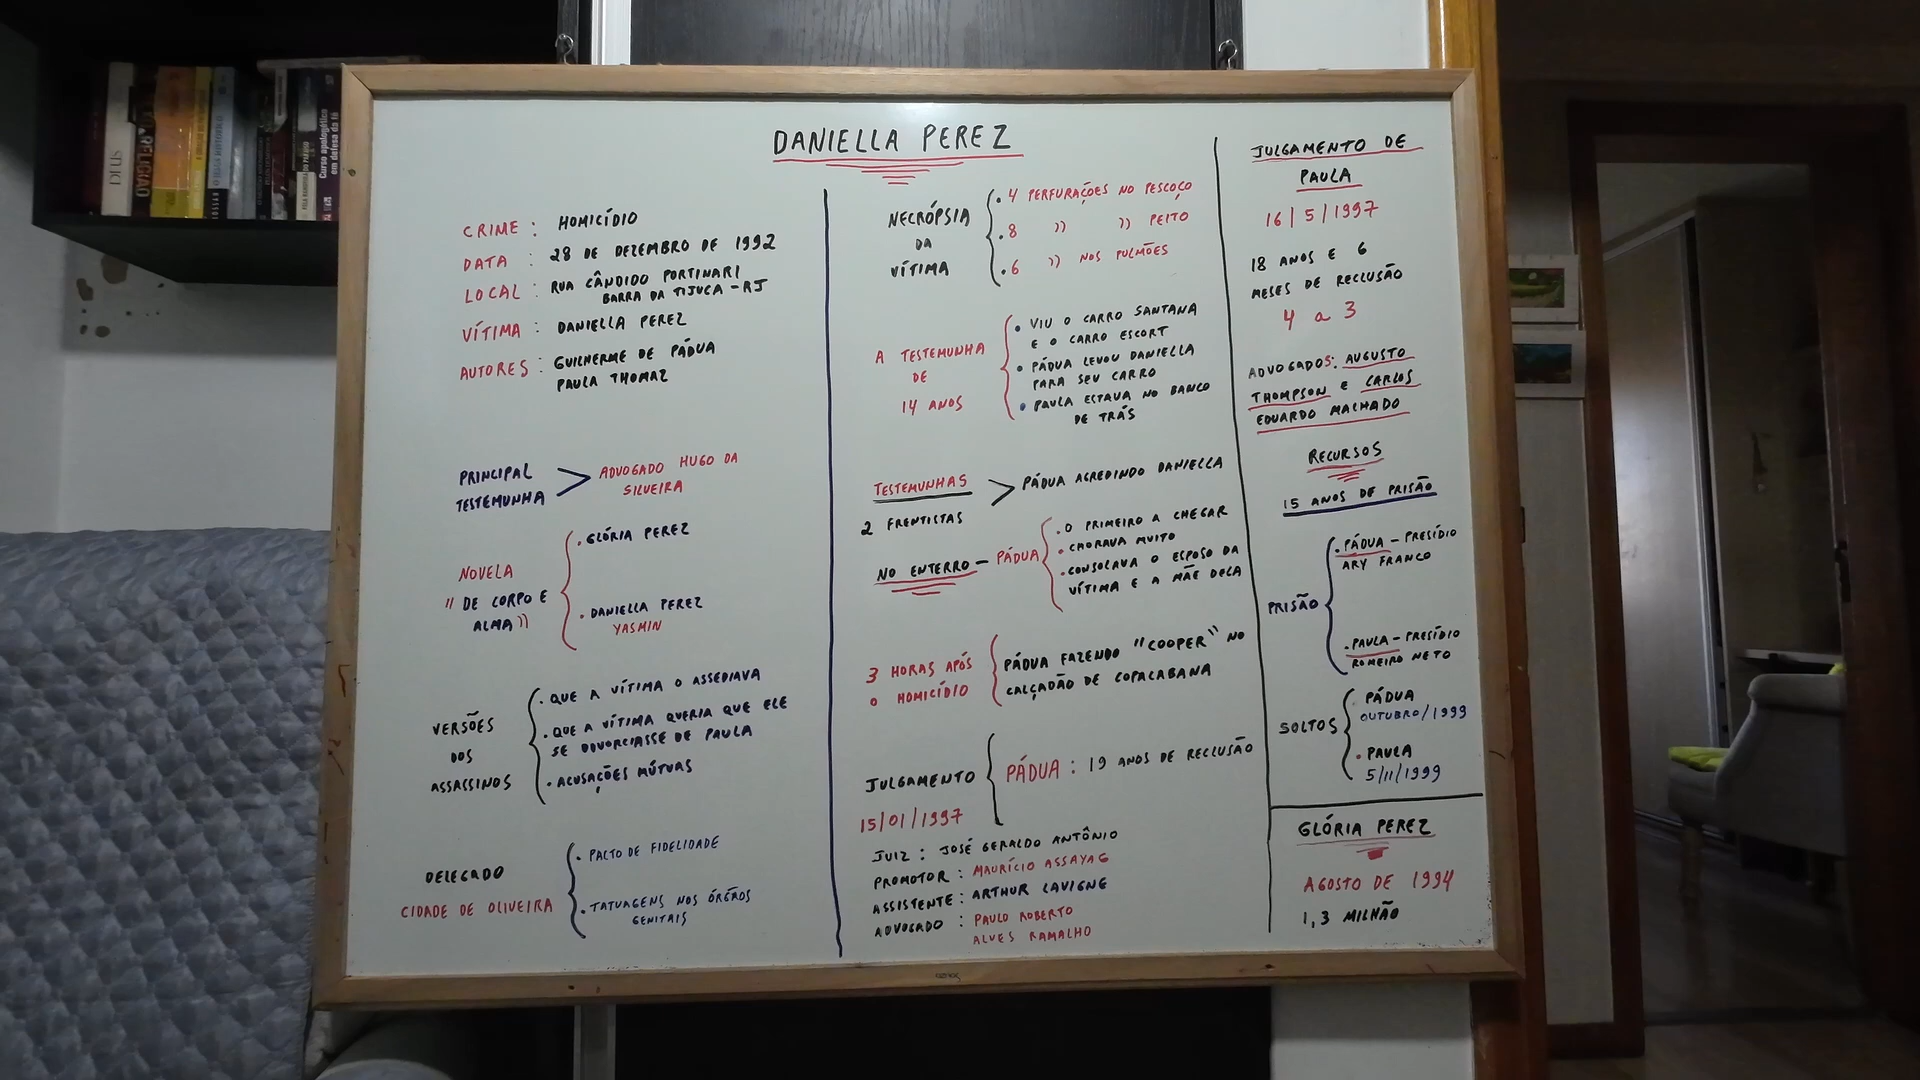 DANIELLA PEREZ
CRIME : HOMICÍDIO
DATA : 28 DE DEZEMBRO DE 1992
LOCAL : RUA CÂNDIDO PORTINARI
BARRA DA TIJUCA - RJ
VÍTIMA : DANIELLA PEREZ
AUTORES : GUILHERME DE PÁDUA
PAULA THOMAZ
PRINCIPAL
TESTEMUNHA > ADVOGADO HUGO DA
SILVEIRA
NOVELA
"DE CORPO E
ALMA"
. GLÓRIA PEREZ
. DANIELLA PEREZ
YASMIN
VERSÕES
DOS
ASSASSINOS
. QUE A VÍTIMA O ASSEDIAVA
. QUE A VÍTIMA QUERIA QUE ELE
SE DIVORCIASSE DE PAULA
. ACUSAÇÕES MÚTUAS
DELEGADO
CIDADE DE OLIVEIRA
. PACTO DE FIDELIDADE
. TATUAGENS NOS ÓRGÃOS
GENITAIS
NECRÓPSIA
DA
VÍTIMA
. 4 PERFURAÇÕES NO PESCOÇO
. 8 )) )) PEITO
. 6 )) NOS PULMÕES
A TESTEMUNHA
DE
14 ANOS
. VIU O CARRO SANTANA
E O CARRO ESCORT
. PÁDUA LEVOU DANIELLA
PARA SEU CARRO
. PAULA ESTAVA NO BANCO
DE TRÁS
TESTEMUNHAS > PÁDUA AGREDINDO DANIELLA
2 FRENTISTAS
NO ENTERRO - PÁDUA
. O PRIMEIRO A CHEGAR
. CHORAVA MUITO
. CONSOLAVA O ESPOSO DA
VÍTIMA E A MÃE DELA
3 HORAS APÓS
O HOMICÍDIO
PÁDUA FAZENDO "COOPER" NO
CALÇADÃO DE COPACABANA
JULGAMENTO
15/01/1997
PÁDUA : 19 ANOS DE RECLUSÃO
JUIZ : JOSÉ GERALDO ANTÔNIO
PROMOTOR : MAURÍCIO ASSAYAG
ASSISTENTE : ARTHUR LAVIGNE
ADVOGADO : PAULO ROBERTO
ALVES RAMALHO
JULGAMENTO DE
PAULA
16/5/1997
18 ANOS E 6
MESES DE RECLUSÃO
4 a 3
ADVOGADOS: AUGUSTO
THOMPSON E CARLOS
EDUARDO MACHADO
RECURSOS
15 ANOS DE PRISÃO
PRISÃO
. PÁDUA - PRESÍDIO
ARY FRANCO
. PAULA - PRESÍDIO
ROMEIRO NETO
SOLTOS
. PÁDUA
OUTUBRO/1999
. PAULA
5/11/1999
GLÓRIA PEREZ
AGOSTO DE 1994
1,3 MILHÃO
RELIGIÃO
Curso apologético
em defesa da fé